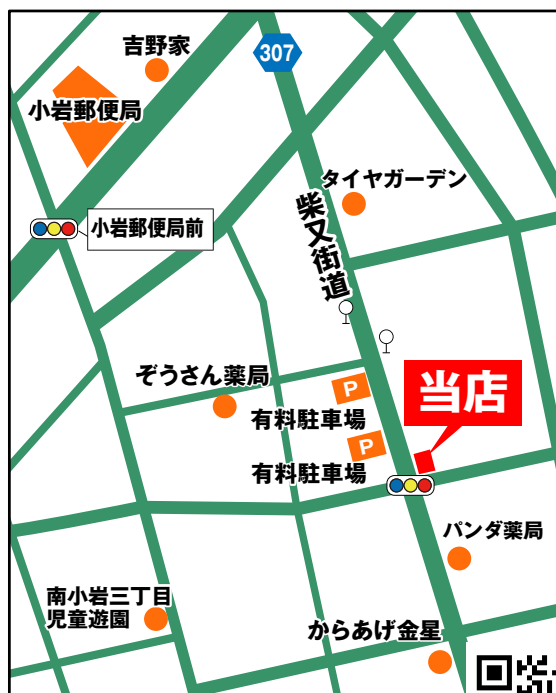 吉野家
307
小岩郵便局
タイヤガーデン
小岩郵便局前
柴又街道
ぞうさん薬局
P
当店
有料駐車場
P
有料駐車場
パンダ薬局
南小岩三丁目
児童遊園
からあげ金星